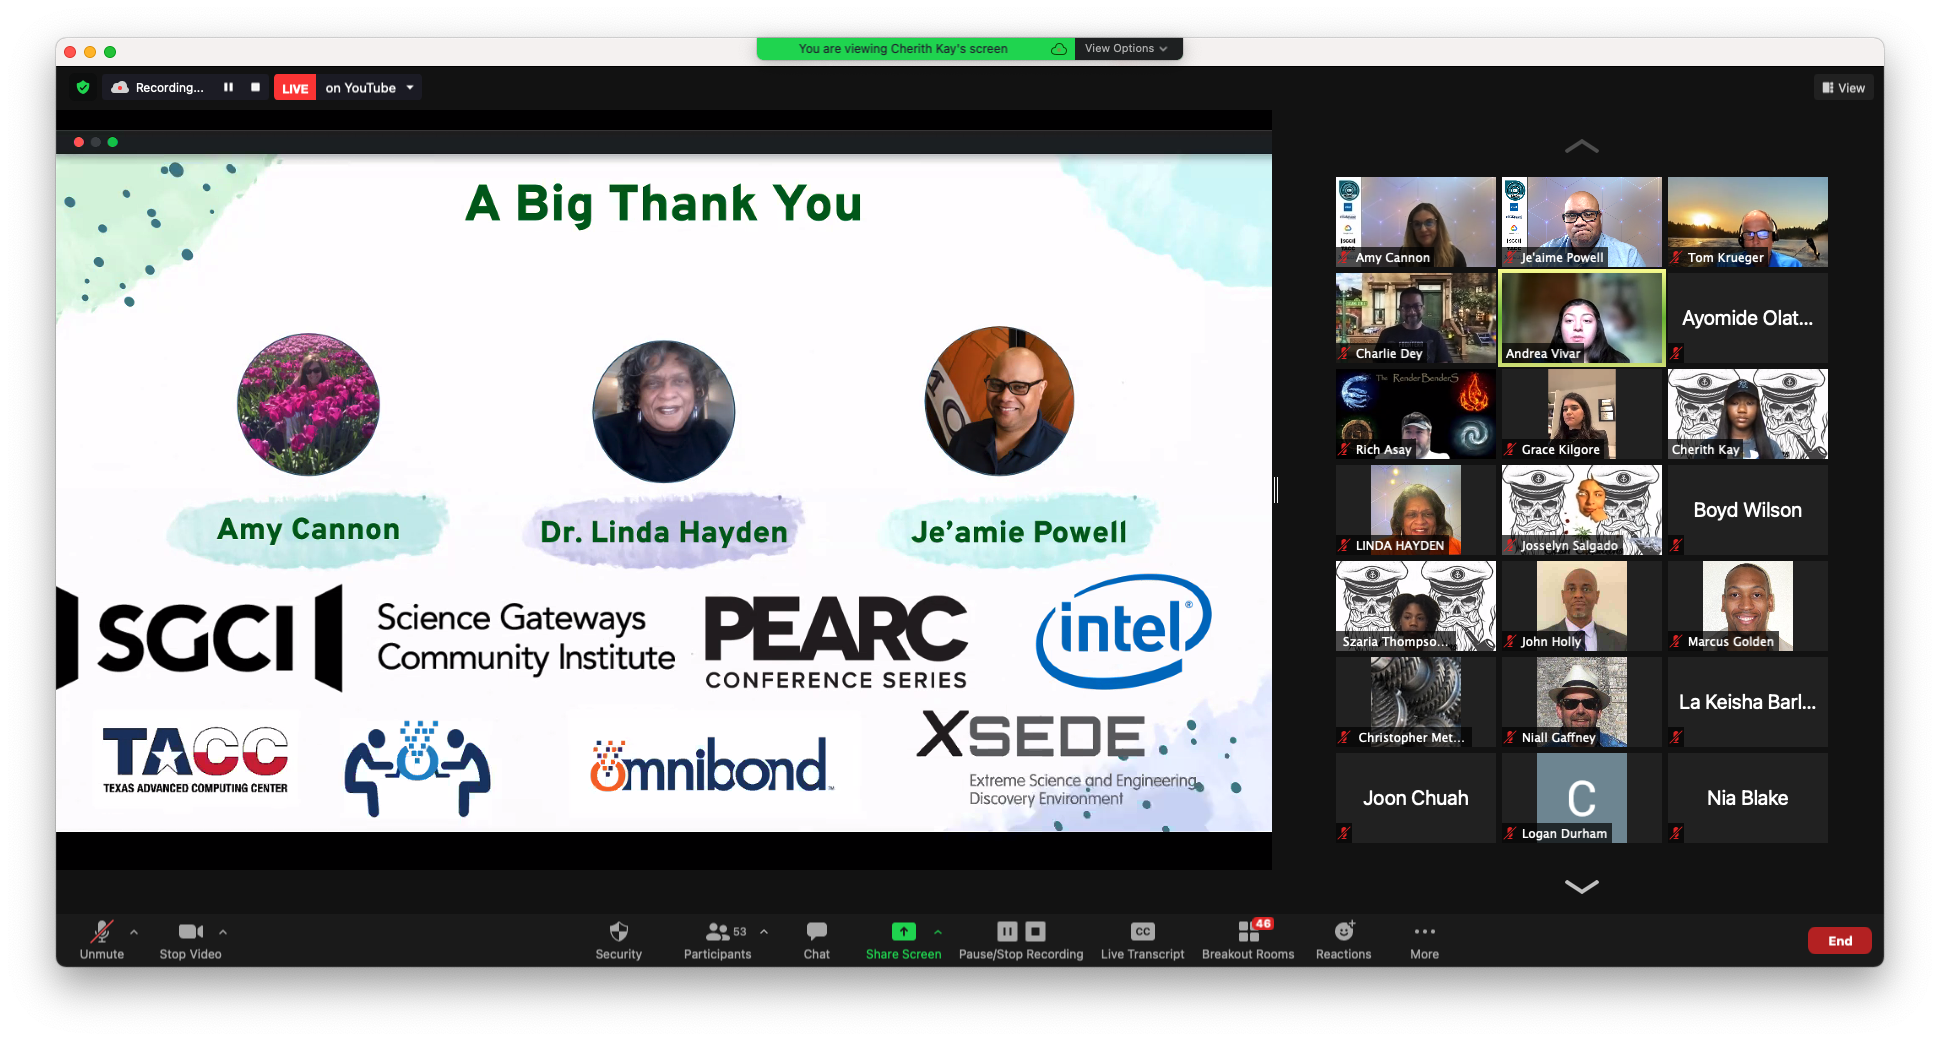 You are viewing Cherith Kay's screen
View Options
Recording...
LIVE on YouTube
View
A Big Thank You
Amy Cannon
Dr. Linda Hayden
Je'amie Powell
SGCI
Science Gateways
Community Institute
PEARC
CONFERENCE SERIES
intel®
TACC
TEXAS ADVANCED COMPUTING CENTER
Omnibond™
XSEDE
Extreme Science and Engineering
Discovery Environment
Amy Cannon
Je'aime Powell
Tom Krueger
Charlie Dey
Andrea Vivar
Ayomide Olat...
The RenderBenderS
Rich Asay
Grace Kilgore
Cherith Kay
LINDA HAYDEN
Josselyn Salgado
Boyd Wilson
Szaria Thompso...
John Holly
Marcus Golden
Christopher Met...
Niall Gaffney
La Keisha Barl...
Joon Chuah
C
Logan Durham
Nia Blake
Unmute
Stop Video
Security
53
Participants
Chat
Share Screen
Pause/Stop Recording
CC
Live Transcript
46
Breakout Rooms
Reactions
More
End